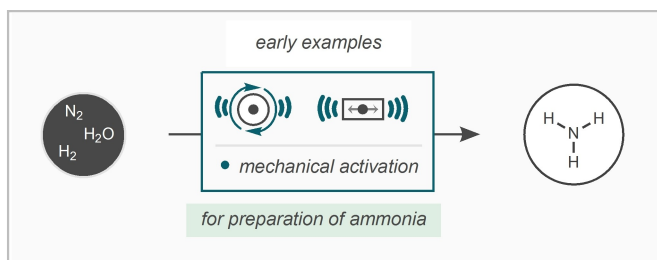 early examples
N₂
H₂O
H₂
mechanical activation
for preparation of ammonia
H H
N
H